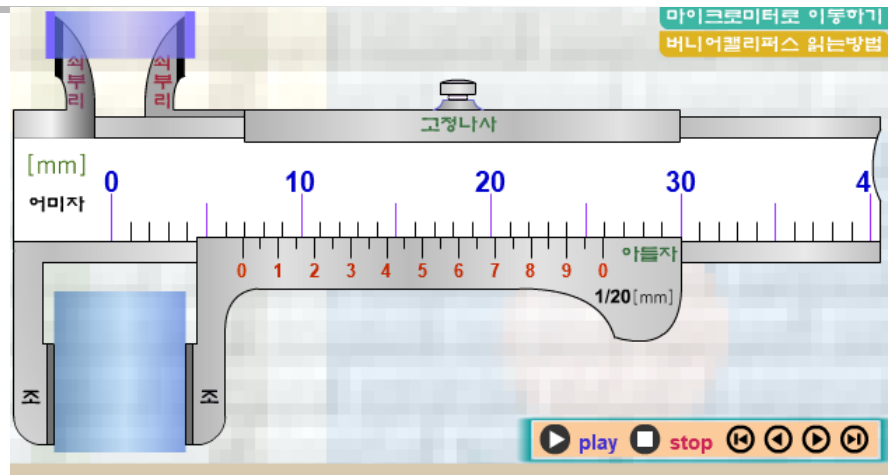 마이크로미터로 이동하기
버니어캘리퍼스 읽는방법
쇠부리
쇠부리
고정나사
[mm]
어미자
0 10 20 30 4
0 1 2 3 4 5 6 7 8 9 0
아들자
1/20[mm]
조
조
play stop